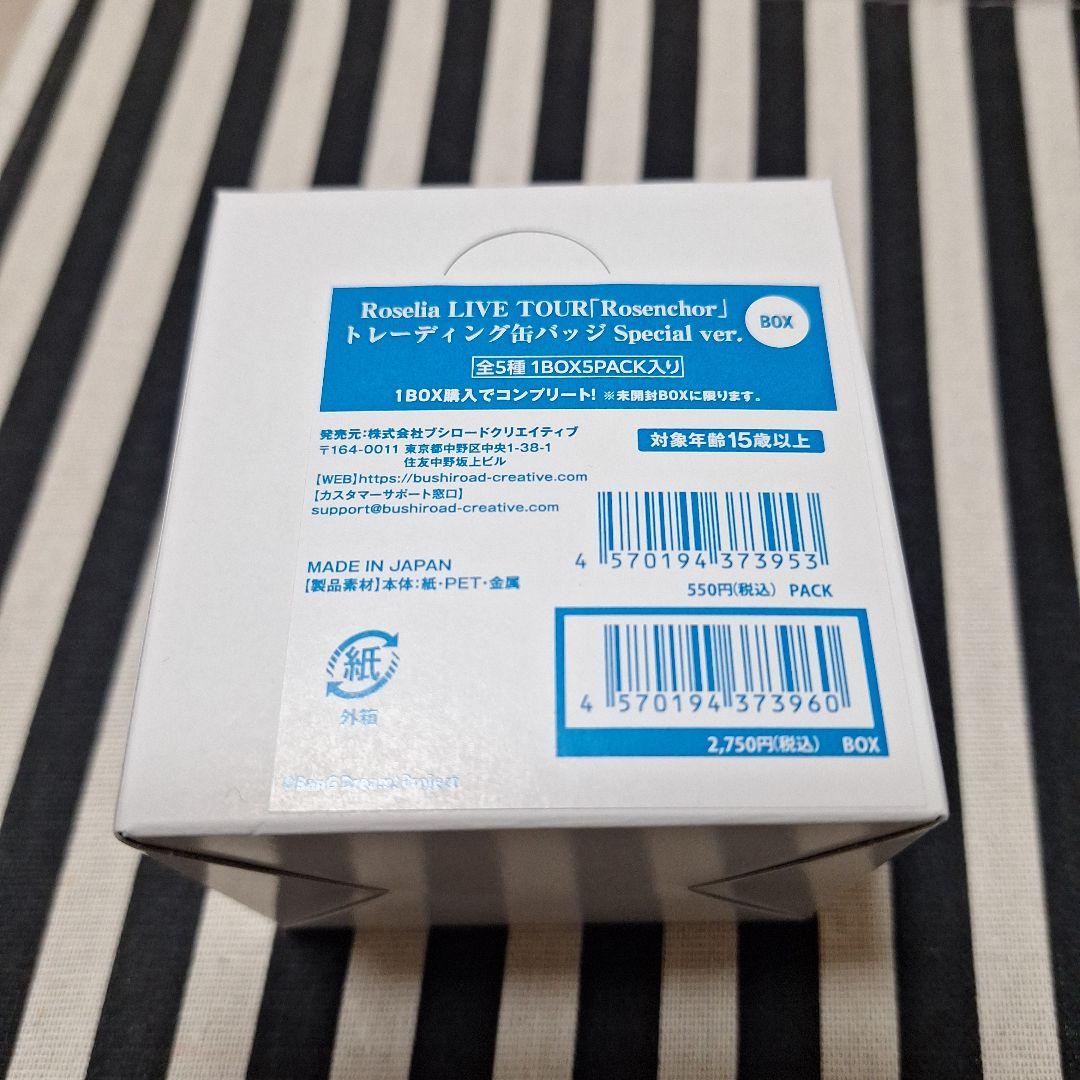 Roselia LIVE TOUR「Rosenchor」
トレーディング缶バッジ Special ver.
BOX
全5種 1BOX5PACK入り
1BOX購入でコンプリート! ※未開封BOXに限ります。
発売元:株式会社ブシロードクリエイティブ
〒164-0011 東京都中野区中央1-38-1
住友中野坂上ビル
【WEB】https://bushiroad-creative.com
【カスタマーサポート窓口】
support@bushiroad-creative.com
対象年齢15歳以上
4 570194 373953
550円(税込) PACK
MADE IN JAPAN
【製品素材】本体:紙・PET・金属
紙
外箱
4 570194 373960
2,750円(税込) BOX
©BanG Dream! Project